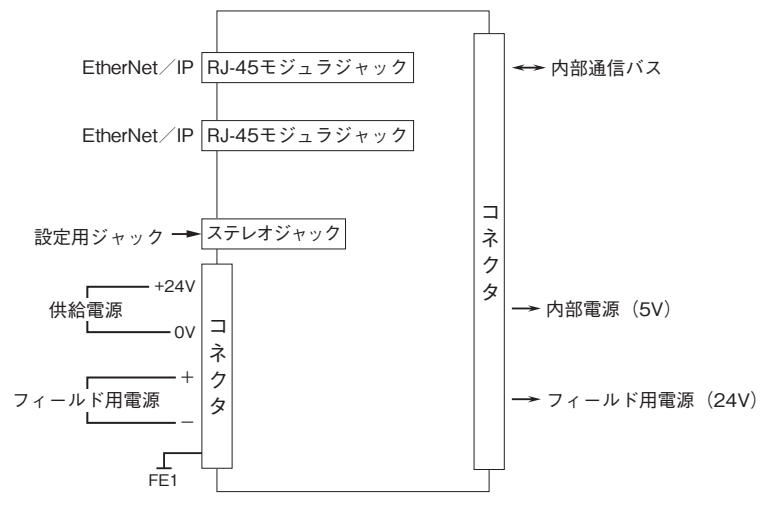 EtherNet／IP RJ-45モジュラジャック
内部通信バス
EtherNet／IP RJ-45モジュラジャック
設定用ジャック ステレオジャック
コネクタ
+24V
供給電源
0V
内部電源（5V）
コネクタ
+
フィールド用電源
−
フィールド用電源（24V）
FE1